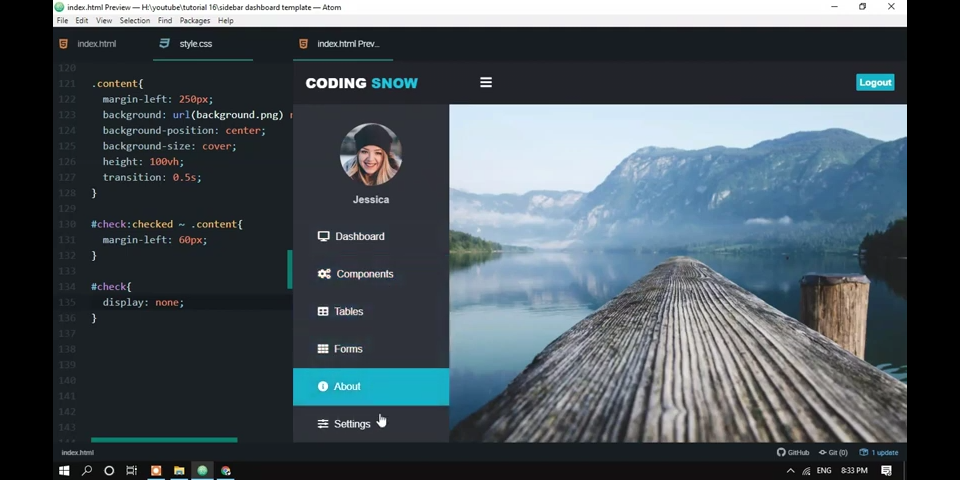 index.html Preview — H:\youtube\tutorial 16\sidebar dashboard template — Atom
File Edit View Selection Find Packages Help
index.html style.css index.html Prev...
120
121 .content{
122 margin-left: 250px;
123 background: url(background.png)
124 background-position: center;
125 background-size: cover;
126 height: 100vh;
127 transition: 0.5s;
128 }
129
130 #check:checked ~ .content{
131 margin-left: 60px;
132 }
133
134 #check{
135 display: none;
136 }
137
138
139
140
141
142
143
CODING SNOW
Logout
Jessica
Dashboard
Components
Tables
Forms
About
Settings
index.html
GitHub Git (0) 1 update
ENG 8:33 PM